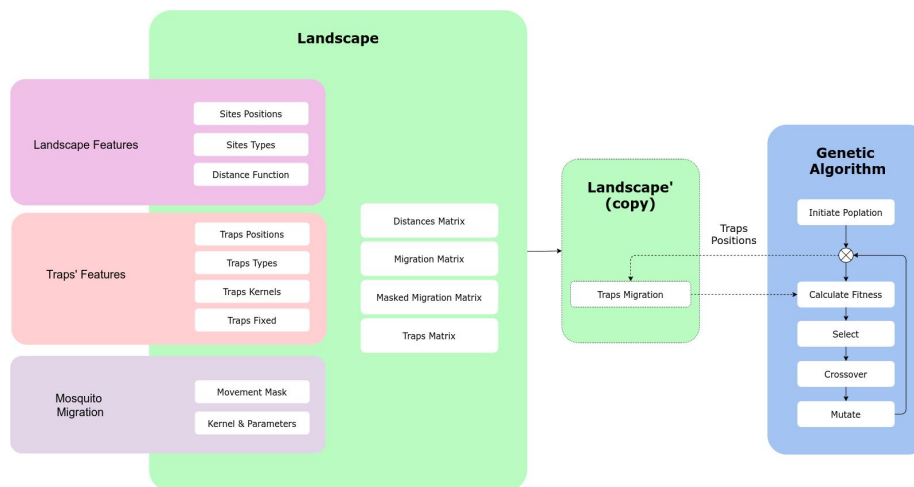 Landscape
Landscape Features
Sites Positions
Sites Types
Distance Function
Traps' Features
Traps Positions
Traps Types
Traps Kernels
Traps Fixed
Mosquito
Migration
Movement Mask
Kernel & Parameters
Distances Matrix
Migration Matrix
Masked Migration Matrix
Traps Matrix
Landscape'
(copy)
Traps Migration
Traps
Positions
Genetic
Algorithm
Initiate Poplation
Calculate Fitness
Select
Crossover
Mutate